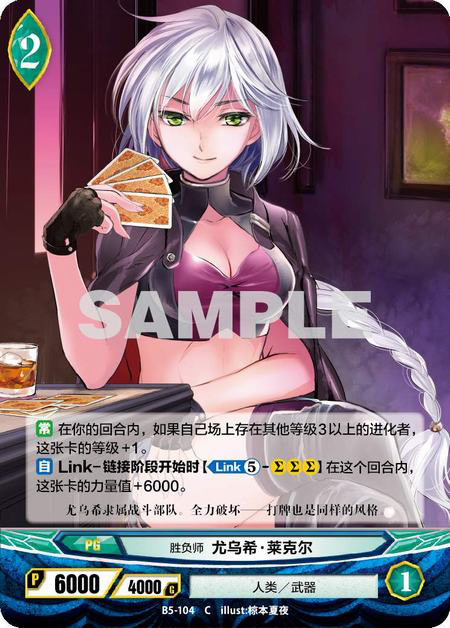 2
SAMPLE
常 在你的回合内，如果自己场上存在其他等级3以上的进化者，
这张卡的等级+1。
自 Link-链接阶段开始时【Link 5-ΣΣΣ】在这个回合内，
这张卡的力量值+6000。
尤乌希隶属战斗部队。全力破坏——打牌也是同样的风格。
PG 胜负师 尤乌希·莱克尔
P 6000 / 4000 G 人类／武器 1
B5-104 C illust:棕本夏夜